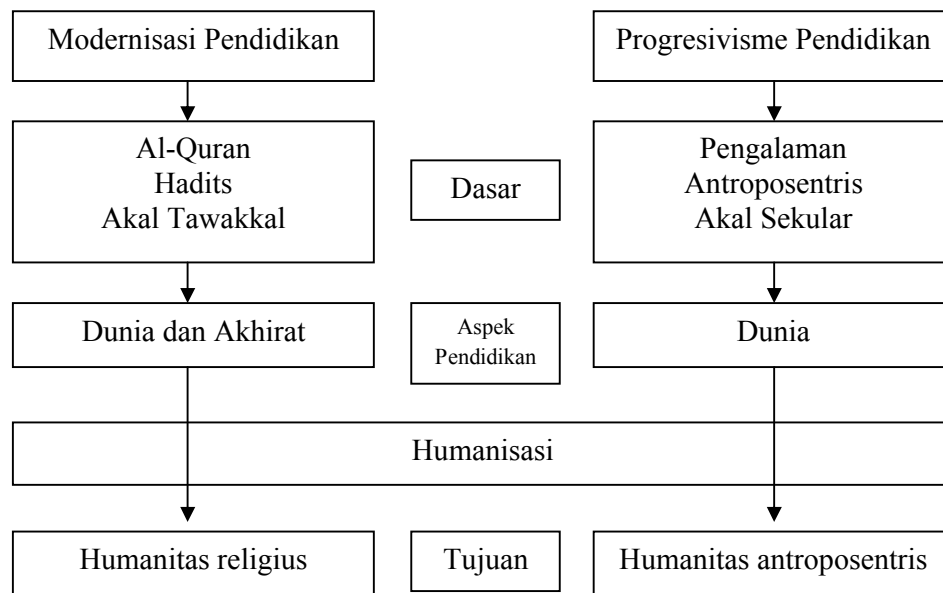 Modernisasi Pendidikan
Progresivisme Pendidikan
Al-Quran
Hadits
Akal Tawakkal
Dasar
Pengalaman
Antroposentris
Akal Sekular
Dunia dan Akhirat
Aspek
Pendidikan
Dunia
Humanisasi
Humanitas religius
Tujuan
Humanitas antroposentris